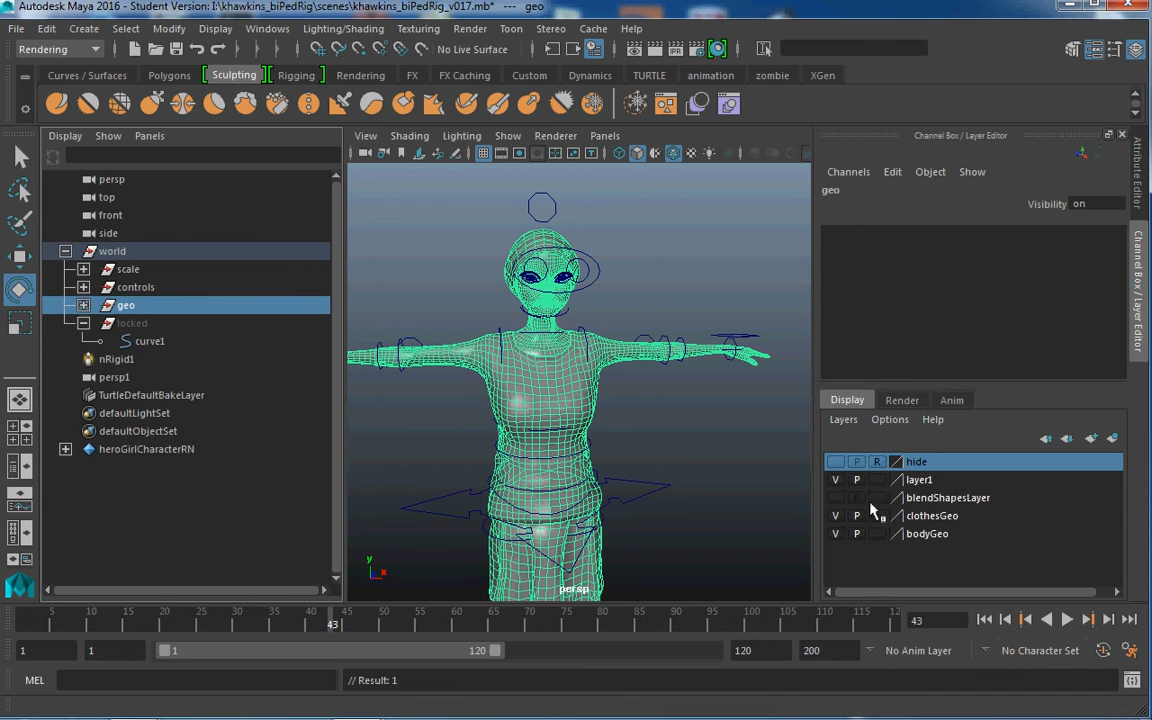 Autodesk Maya 2016 - Student Version: I:\khawkins_biPedRig\scenes\khawkins_biPedRig_v017.mb* --- geo
File Edit Create Select Modify Display Windows Lighting/Shading Texturing Render Toon Stereo Cache Help
Rendering No Live Surface
Curves / Surfaces Polygons Sculpting Rigging Rendering FX FX Caching Custom Dynamics TURTLE animation zombie XGen
Display Show Panels
View Shading Lighting Show Renderer Panels
Channel Box / Layer Editor
Channels Edit Object Show
geo
Visibility on
persp
top
front
side
world
scale
controls
geo
locked
curve1
nRigid1
persp1
TurtleDefaultBakeLayer
defaultLightSet
defaultObjectSet
heroGirlCharacterRN
y
x
persp
Attribute Editor
Channel Box / Layer Editor
Display Render Anim
Layers Options Help
P R hide
V P layer1
P blendShapesLayer
V P clothesGeo
V P bodyGeo
5 10 15 20 25 30 35 40 45 50 55 60 65 70 75 80 85 90 95 100 105 110 115 12
43
43
1 1 1 120 120 200 No Anim Layer No Character Set
MEL // Result: 1